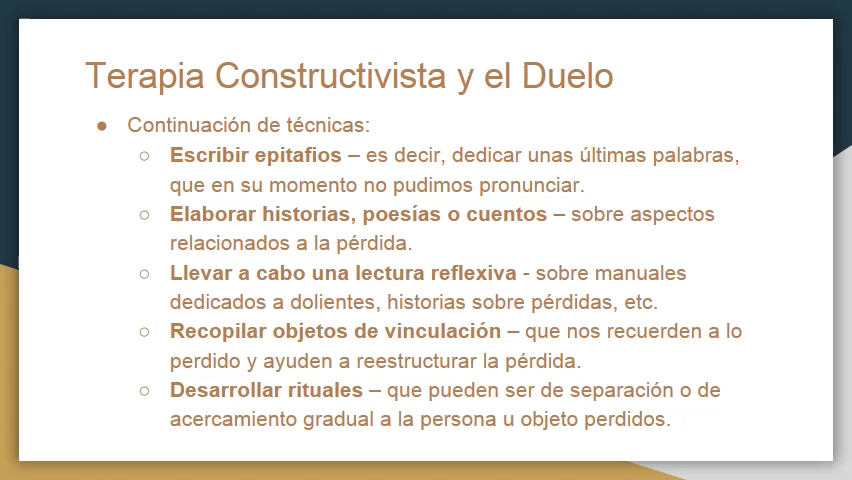 Terapia Constructivista y el Duelo
● Continuación de técnicas:
○ Escribir epitafios – es decir, dedicar unas últimas palabras,
que en su momento no pudimos pronunciar.
○ Elaborar historias, poesías o cuentos – sobre aspectos
relacionados a la pérdida.
○ Llevar a cabo una lectura reflexiva - sobre manuales
dedicados a dolientes, historias sobre pérdidas, etc.
○ Recopilar objetos de vinculación – que nos recuerden a lo
perdido y ayuden a reestructurar la pérdida.
○ Desarrollar rituales – que pueden ser de separación o de
acercamiento gradual a la persona u objeto perdidos.